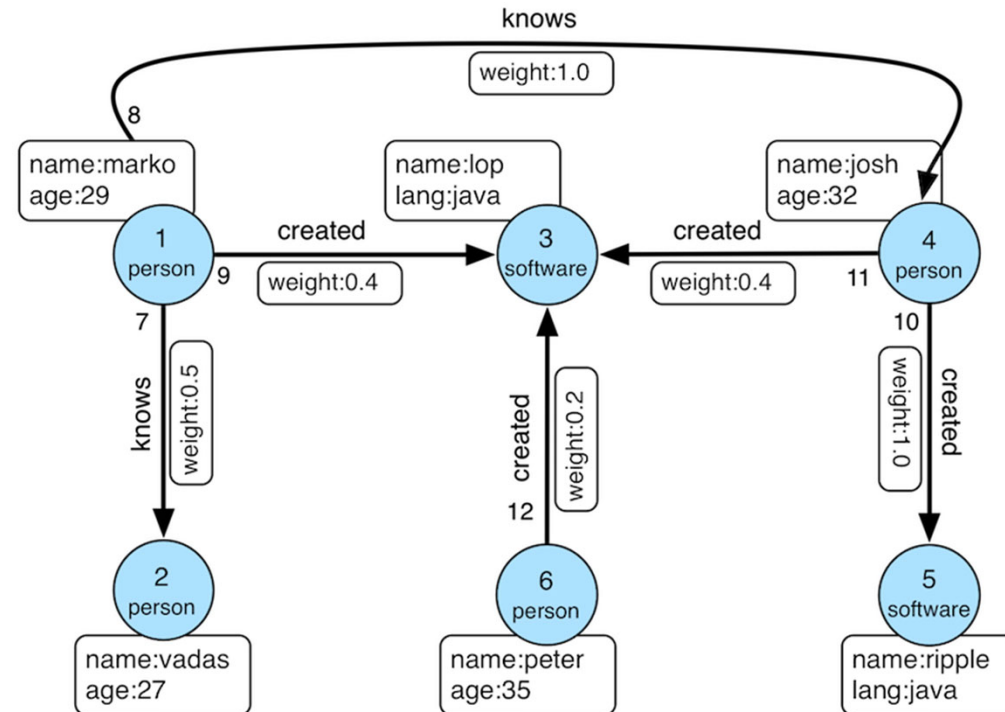 knows
weight:1.0
8
name:marko
age:29
name:lop
lang:java
name:josh
age:32
1
person
created
3
software
created
4
person
9
weight:0.4
weight:0.4
11
7
10
knows
weight:0.5
created
weight:0.2
weight:1.0
created
12
2
person
6
person
5
software
name:vadas
age:27
name:peter
age:35
name:ripple
lang:java